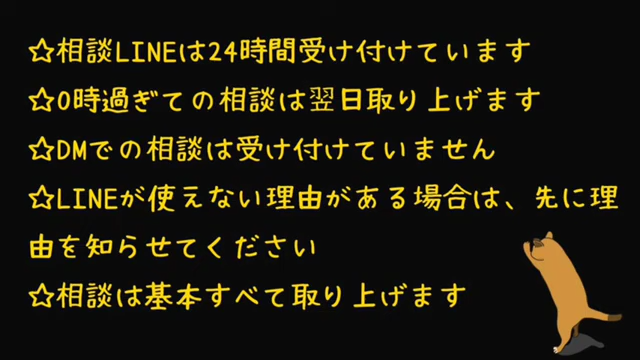 ☆相談LINEは24時間受け付けています
☆0時過ぎての相談は翌日取り上げます
☆DMでの相談は受け付けていません
☆LINEが使えない理由がある場合は、先に理
由を知らせてください
☆相談は基本すべて取り上げます